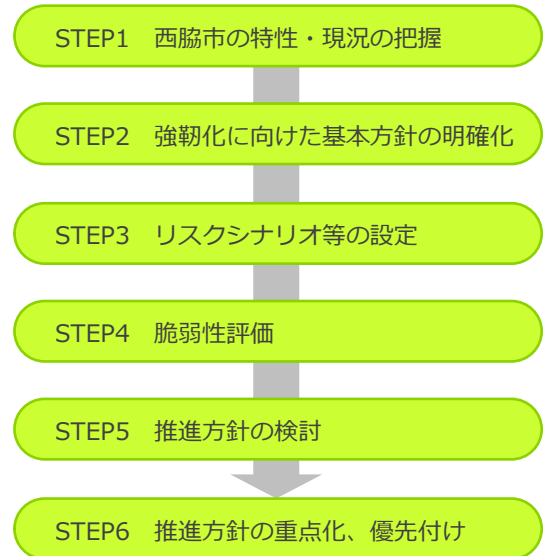 STEP1　西脇市の特性・現況の把握
STEP2　強靭化に向けた基本方針の明確化
STEP3　リスクシナリオ等の設定
STEP4　脆弱性評価
STEP5　推進方針の検討
STEP6　推進方針の重点化、優先付け